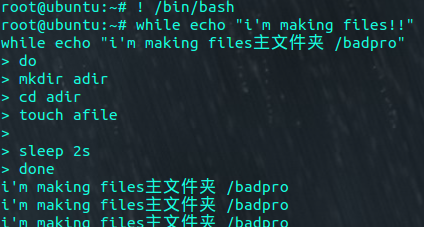 root@ubuntu:~# ! /bin/bash
root@ubuntu:~# while echo "i'm making files!!"
while echo "i'm making files主文件夹 /badpro"
> do
> mkdir adir
> cd adir
> touch afile
>
> sleep 2s
> done
i'm making files主文件夹 /badpro
i'm making files主文件夹 /badpro
i'm making files主文件夹 /badpro